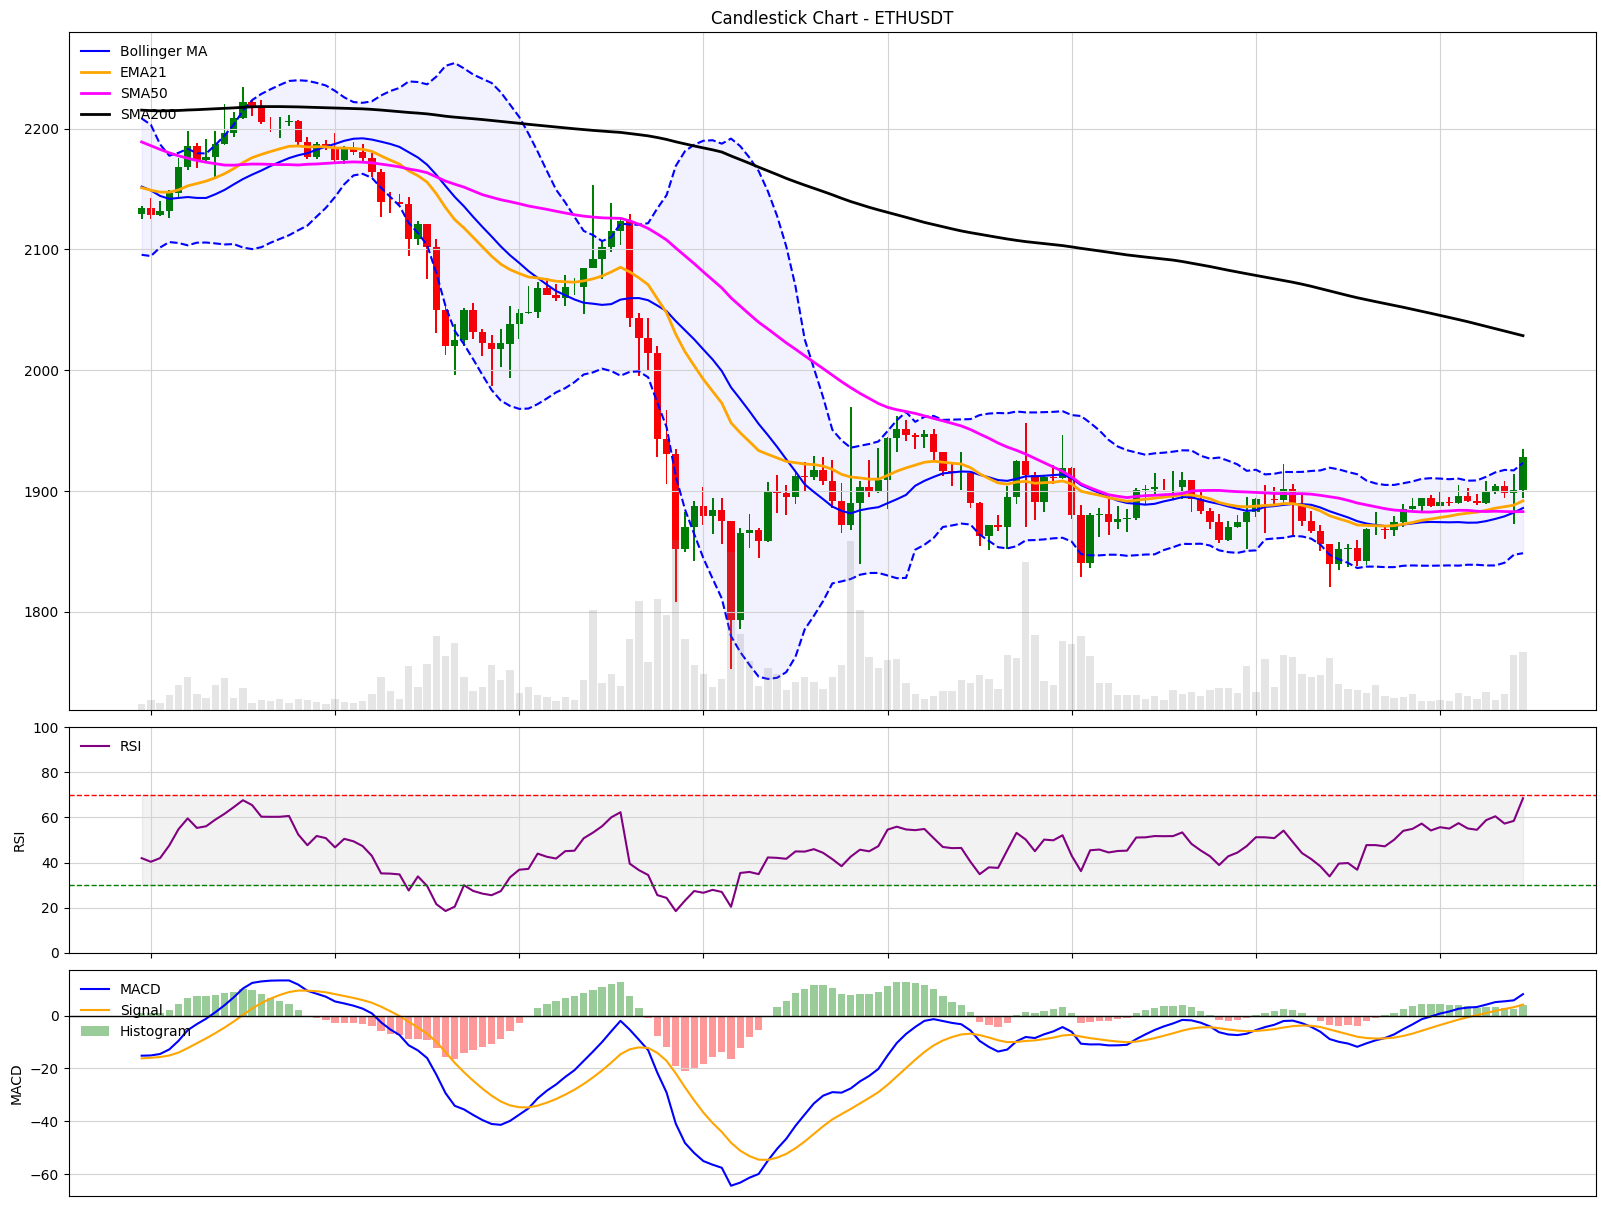 Candlestick Chart - ETHUSDT
Bollinger MA
EMA21
SMA50
SMA200
2200
2100
2000
1900
1800
RSI
100
80
60
40
20
0
RSI
MACD
Signal
Histogram
0
−20
−40
−60
MACD